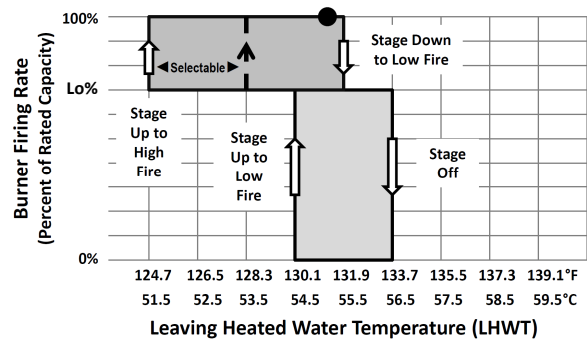 100%
Lo%
0%
Burner Firing Rate
(Percent of Rated Capacity)
Selectable
Stage Down
to Low Fire
Stage
Up to
High
Fire
Stage
Up to
Low
Fire
Stage
Off
124.7 126.5 128.3 130.1 131.9 133.7 135.5 137.3 139.1°F
51.5 52.5 53.5 54.5 55.5 56.5 57.5 58.5 59.5°C
Leaving Heated Water Temperature (LHWT)